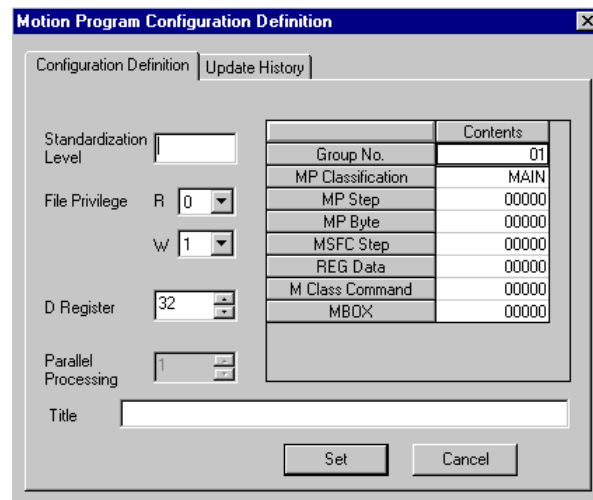 Motion Program Configuration Definition
Configuration Definition
Update History
Standardization
Level
File Privilege R 0
W 1
D Register 32
Parallel
Processing
1
Contents
Group No. 01
MP Classification MAIN
MP Step 00000
MP Byte 00000
MSFC Step 00000
REG Data 00000
M Class Command 00000
MBOX 00000
Title
Set
Cancel